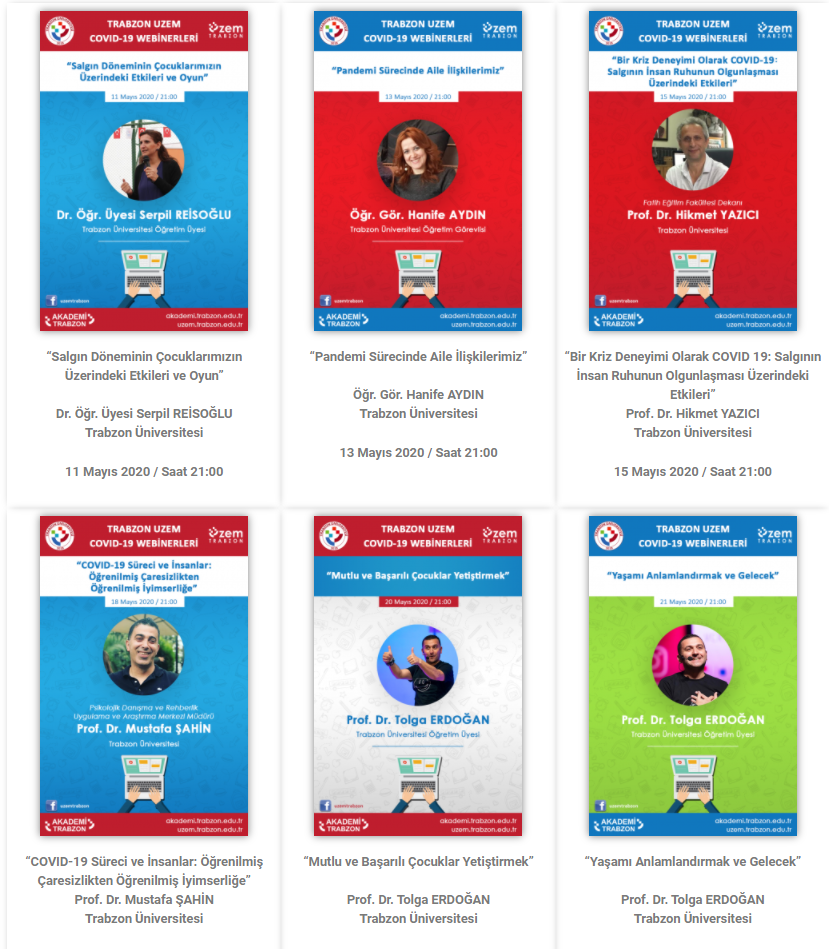 TRABZON UZEM
COVID-19 WEBİNERLERİ
üzem
TRABZON
“Salgın Döneminin Çocuklarımızın
Üzerindeki Etkileri ve Oyun”
11 Mayıs 2020 / 21:00
Dr. Öğr. Üyesi Serpil REİSOĞLU
Trabzon Üniversitesi Öğretim Üyesi
uzemtrabzon
AKADEMİ
TRABZON
akademi.trabzon.edu.tr
uzem.trabzon.edu.tr
“Salgın Döneminin Çocuklarımızın
Üzerindeki Etkileri ve Oyun”
Dr. Öğr. Üyesi Serpil REİSOĞLU
Trabzon Üniversitesi
11 Mayıs 2020 / Saat 21:00
TRABZON UZEM
COVID-19 WEBİNERLERİ
üzem
TRABZON
“Pandemi Sürecinde Aile İlişkilerimiz”
13 Mayıs 2020 / 21:00
Öğr. Gör. Hanife AYDIN
Trabzon Üniversitesi Öğretim Görevlisi
uzemtrabzon
AKADEMİ
TRABZON
akademi.trabzon.edu.tr
uzem.trabzon.edu.tr
“Pandemi Sürecinde Aile İlişkilerimiz”
Öğr. Gör. Hanife AYDIN
Trabzon Üniversitesi
13 Mayıs 2020 / Saat 21:00
TRABZON UZEM
COVID-19 WEBİNERLERİ
üzem
TRABZON
“Bir Kriz Deneyimi Olarak COVID-19:
Salgının İnsan Ruhunun Olgunlaşması
Üzerindeki Etkileri”
15 Mayıs 2020 / 21:00
Fatih Eğitim Fakültesi Dekanı
Prof. Dr. Hikmet YAZICI
Trabzon Üniversitesi
uzemtrabzon
AKADEMİ
TRABZON
akademi.trabzon.edu.tr
uzem.trabzon.edu.tr
“Bir Kriz Deneyimi Olarak COVID 19: Salgının
İnsan Ruhunun Olgunlaşması Üzerindeki
Etkileri”
Prof. Dr. Hikmet YAZICI
Trabzon Üniversitesi
15 Mayıs 2020 / Saat 21:00
TRABZON UZEM
COVID-19 WEBİNERLERİ
üzem
TRABZON
“COVID-19 Süreci ve İnsanlar:
Öğrenilmiş Çaresizlikten
Öğrenilmiş İyimserliğe”
18 Mayıs 2020 / 21:00
Psikolojik Danışma ve Rehberlik
Uygulama ve Araştırma Merkezi Müdürü
Prof. Dr. Mustafa ŞAHİN
Trabzon Üniversitesi
uzemtrabzon
AKADEMİ
TRABZON
akademi.trabzon.edu.tr
uzem.trabzon.edu.tr
“COVID-19 Süreci ve İnsanlar: Öğrenilmiş
Çaresizlikten Öğrenilmiş İyimserliğe”
Prof. Dr. Mustafa ŞAHİN
Trabzon Üniversitesi
TRABZON UZEM
COVID-19 WEBİNERLERİ
üzem
TRABZON
“Mutlu ve Başarılı Çocuklar Yetiştirmek”
20 Mayıs 2020 / 21:00
Prof. Dr. Tolga ERDOĞAN
Trabzon Üniversitesi Öğretim Üyesi
uzemtrabzon
AKADEMİ
TRABZON
akademi.trabzon.edu.tr
uzem.trabzon.edu.tr
“Mutlu ve Başarılı Çocuklar Yetiştirmek”
Prof. Dr. Tolga ERDOĞAN
Trabzon Üniversitesi
TRABZON UZEM
COVID-19 WEBİNERLERİ
üzem
TRABZON
“Yaşamı Anlamlandırmak ve Gelecek”
21 Mayıs 2020 / 21:00
Prof. Dr. Tolga ERDOĞAN
Trabzon Üniversitesi Öğretim Üyesi
uzemtrabzon
AKADEMİ
TRABZON
akademi.trabzon.edu.tr
uzem.trabzon.edu.tr
“Yaşamı Anlamlandırmak ve Gelecek”
Prof. Dr. Tolga ERDOĞAN
Trabzon Üniversitesi